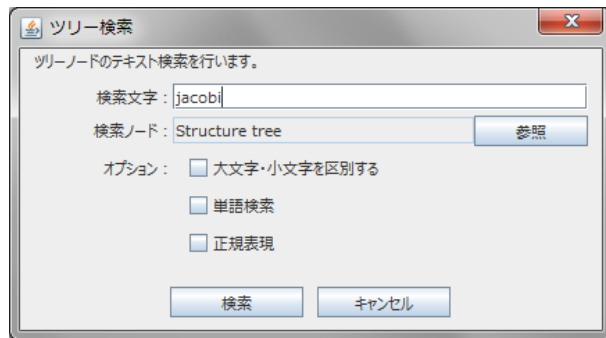 ツリー検索
ツリーノードのテキスト検索を行います。
検索文字 : jacobi
検索ノード : Structure tree 参照
オプション : 大文字・小文字を区別する
単語検索
正規表現
検索 キャンセル